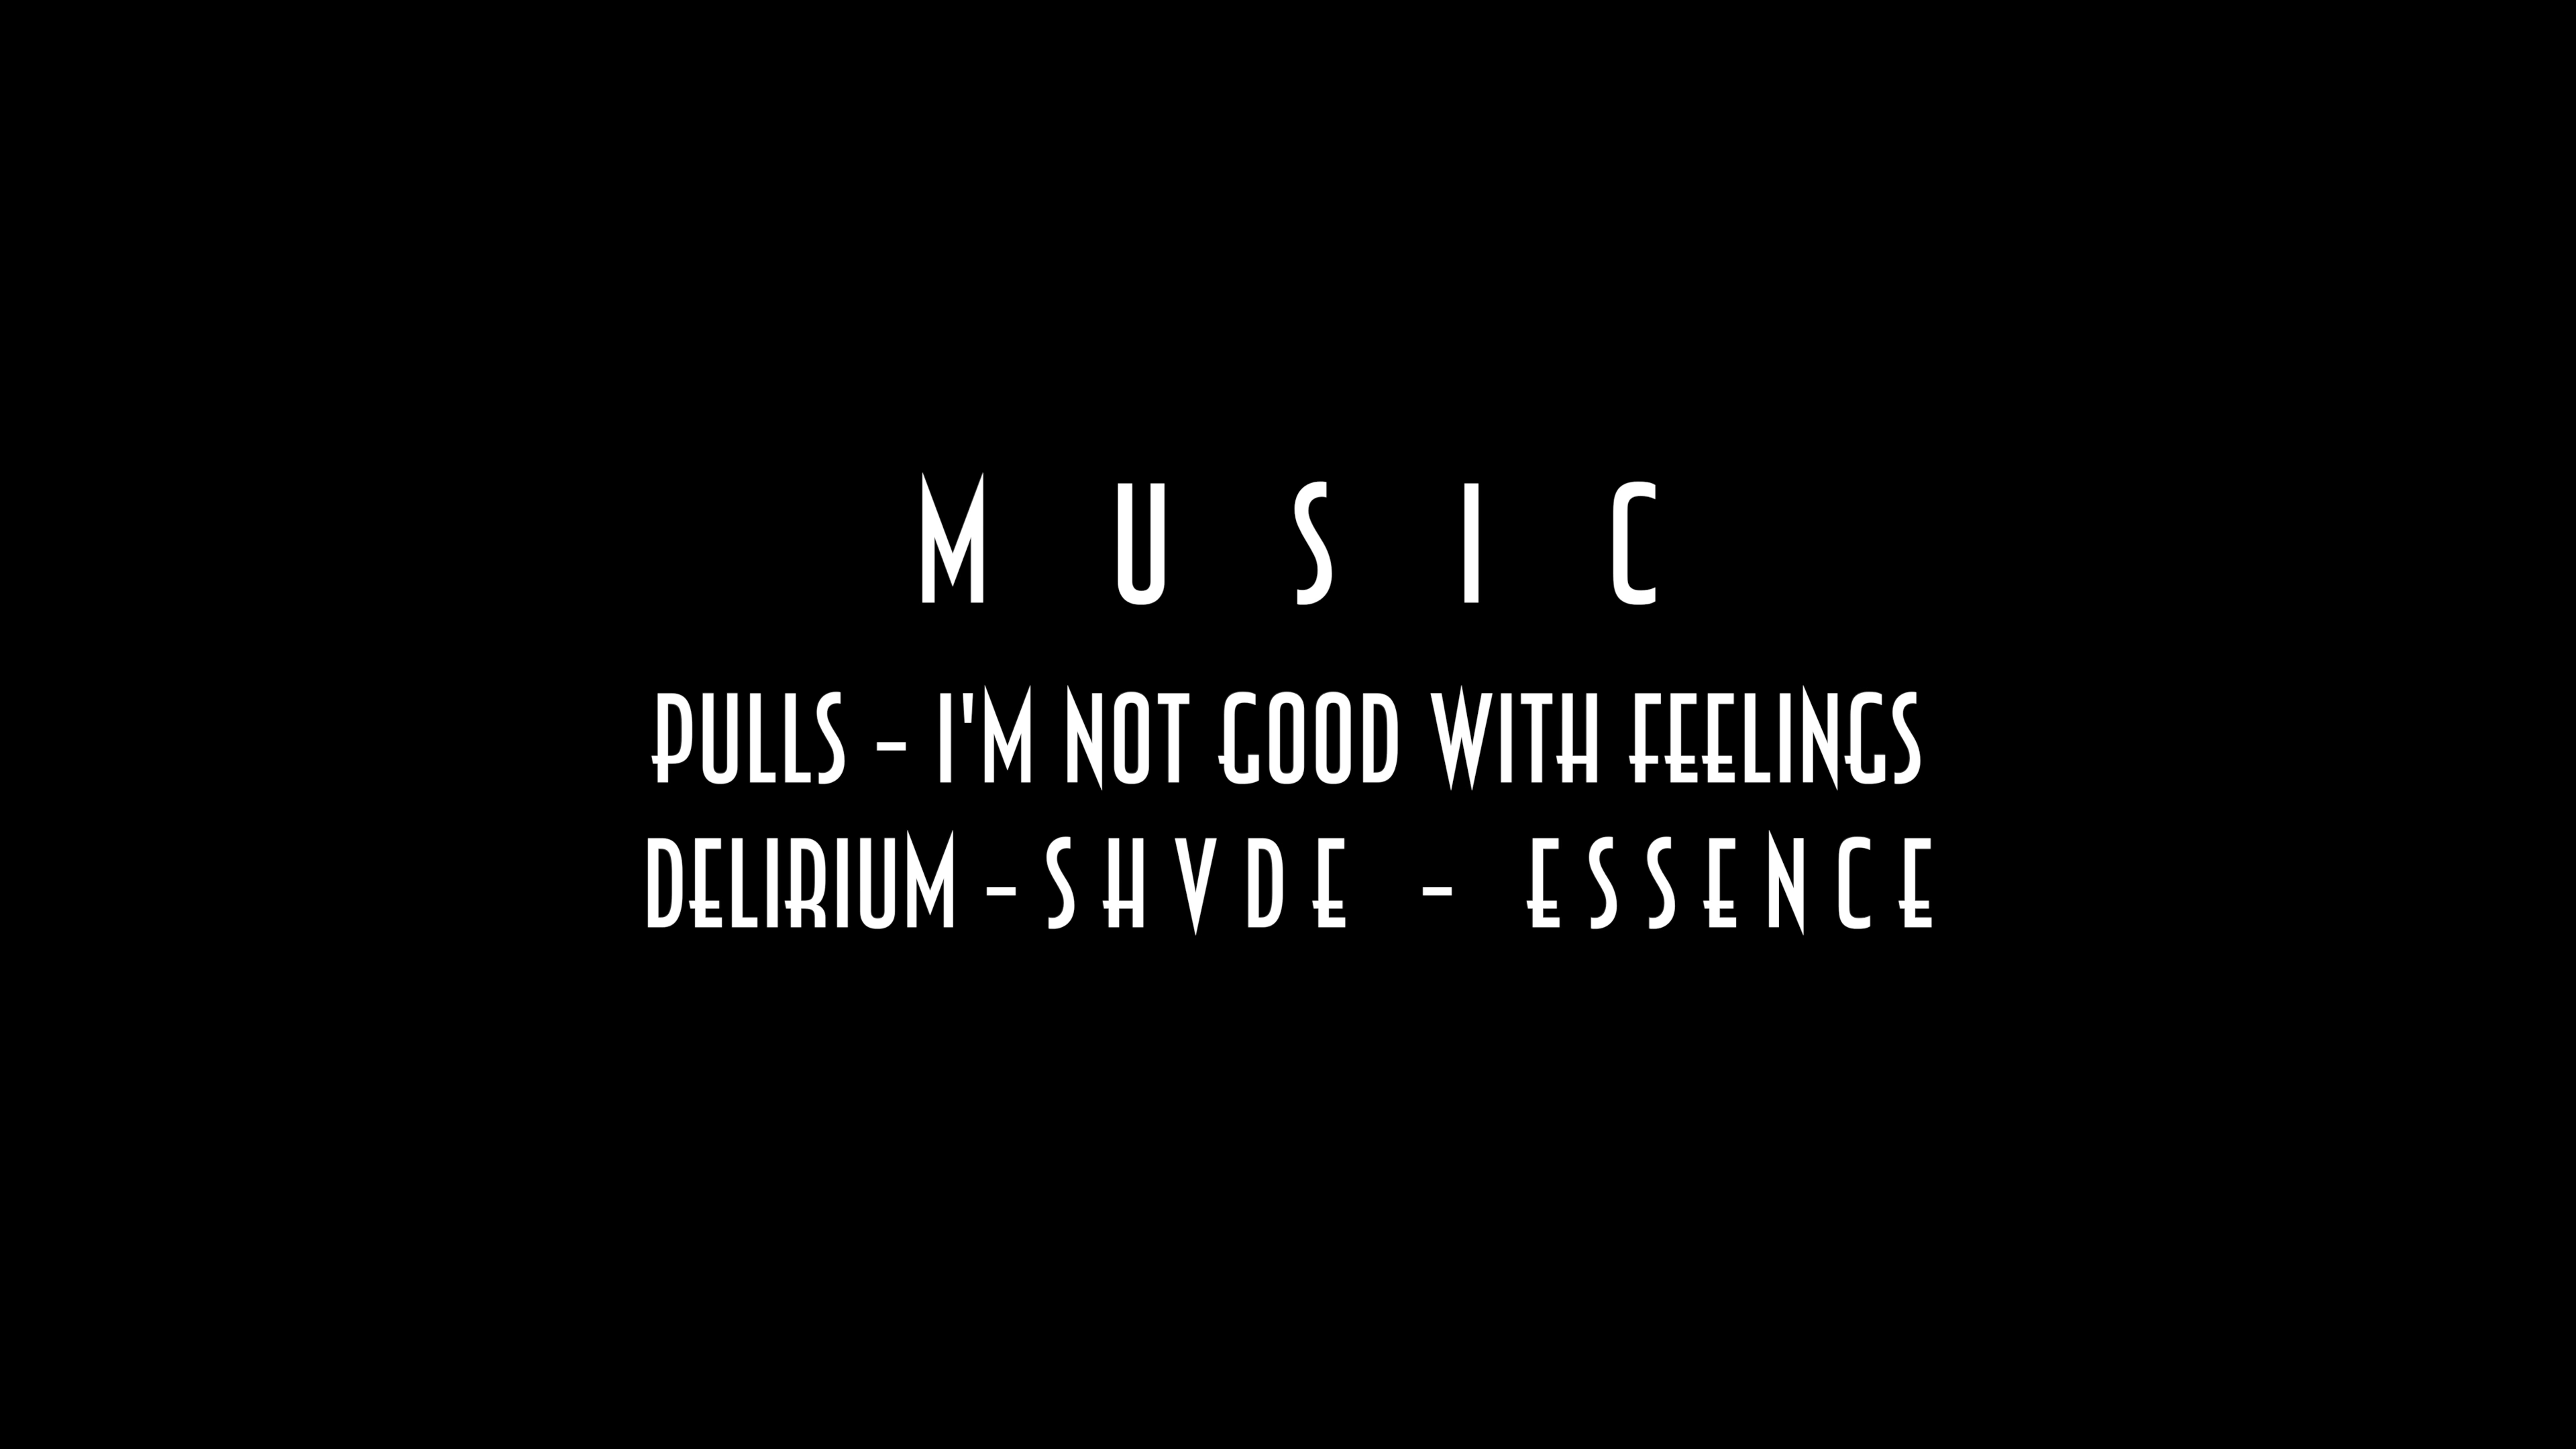 M U S I C
PULLS - I'M NOT GOOD WITH FEELINGS
DELIRIUM - S H V D E - E S S E N C E